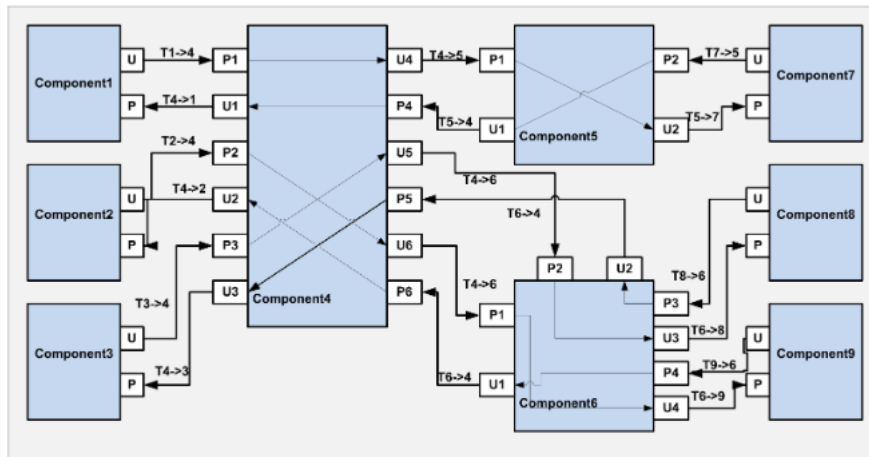 Component1
U
P
T1->4
T4->1
Component2
U
P
T2->4
T4->2
Component3
U
P
T3->4
T4->3
P1
U1
P2
U2
P3
U3
Component4
U4
P4
U5
P5
U6
P6
T4->5
T5->4
T4->6
T6->4
T4->6
T6->4
P1
U1
Component5
P2
U2
T7->5
T5->7
U
P
Component7
P2
U2
P1
U1
Component6
P3
U3
P4
U4
T8->6
T6->8
T9->6
T6->9
U
P
Component8
U
P
Component9